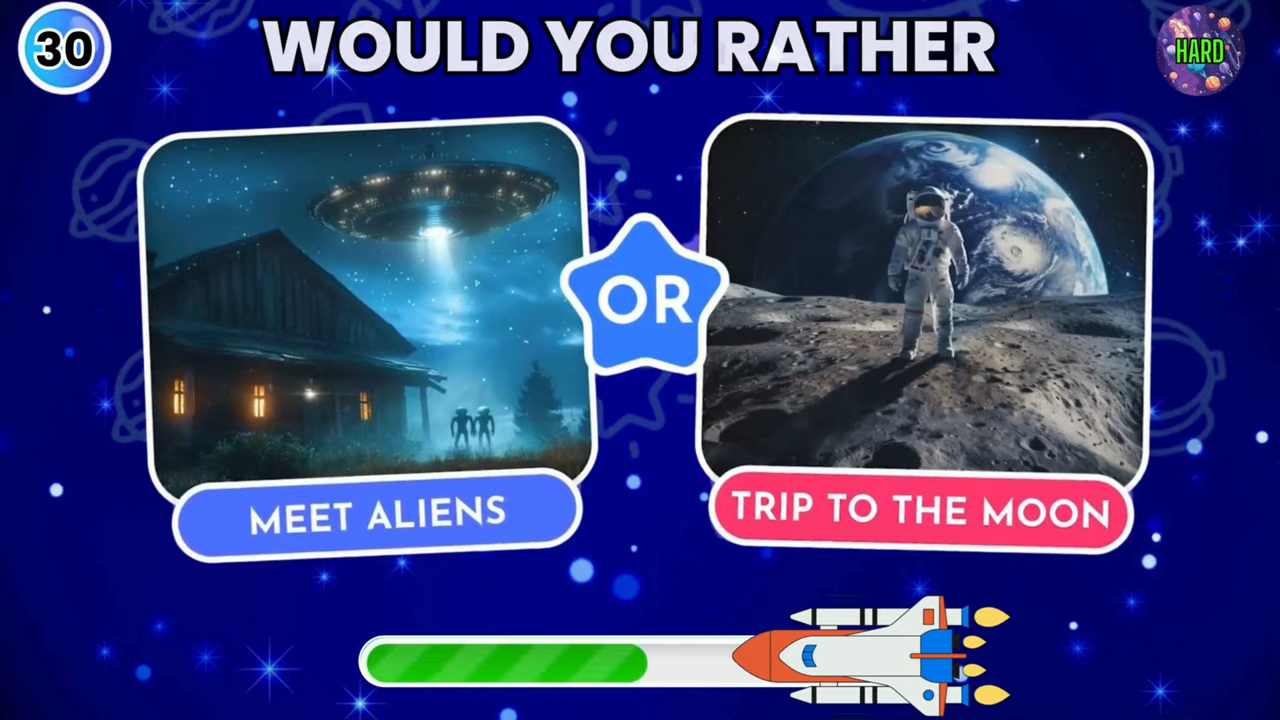 30
WOULD YOU RATHER
HARD
OR
MEET ALIENS
TRIP TO THE MOON